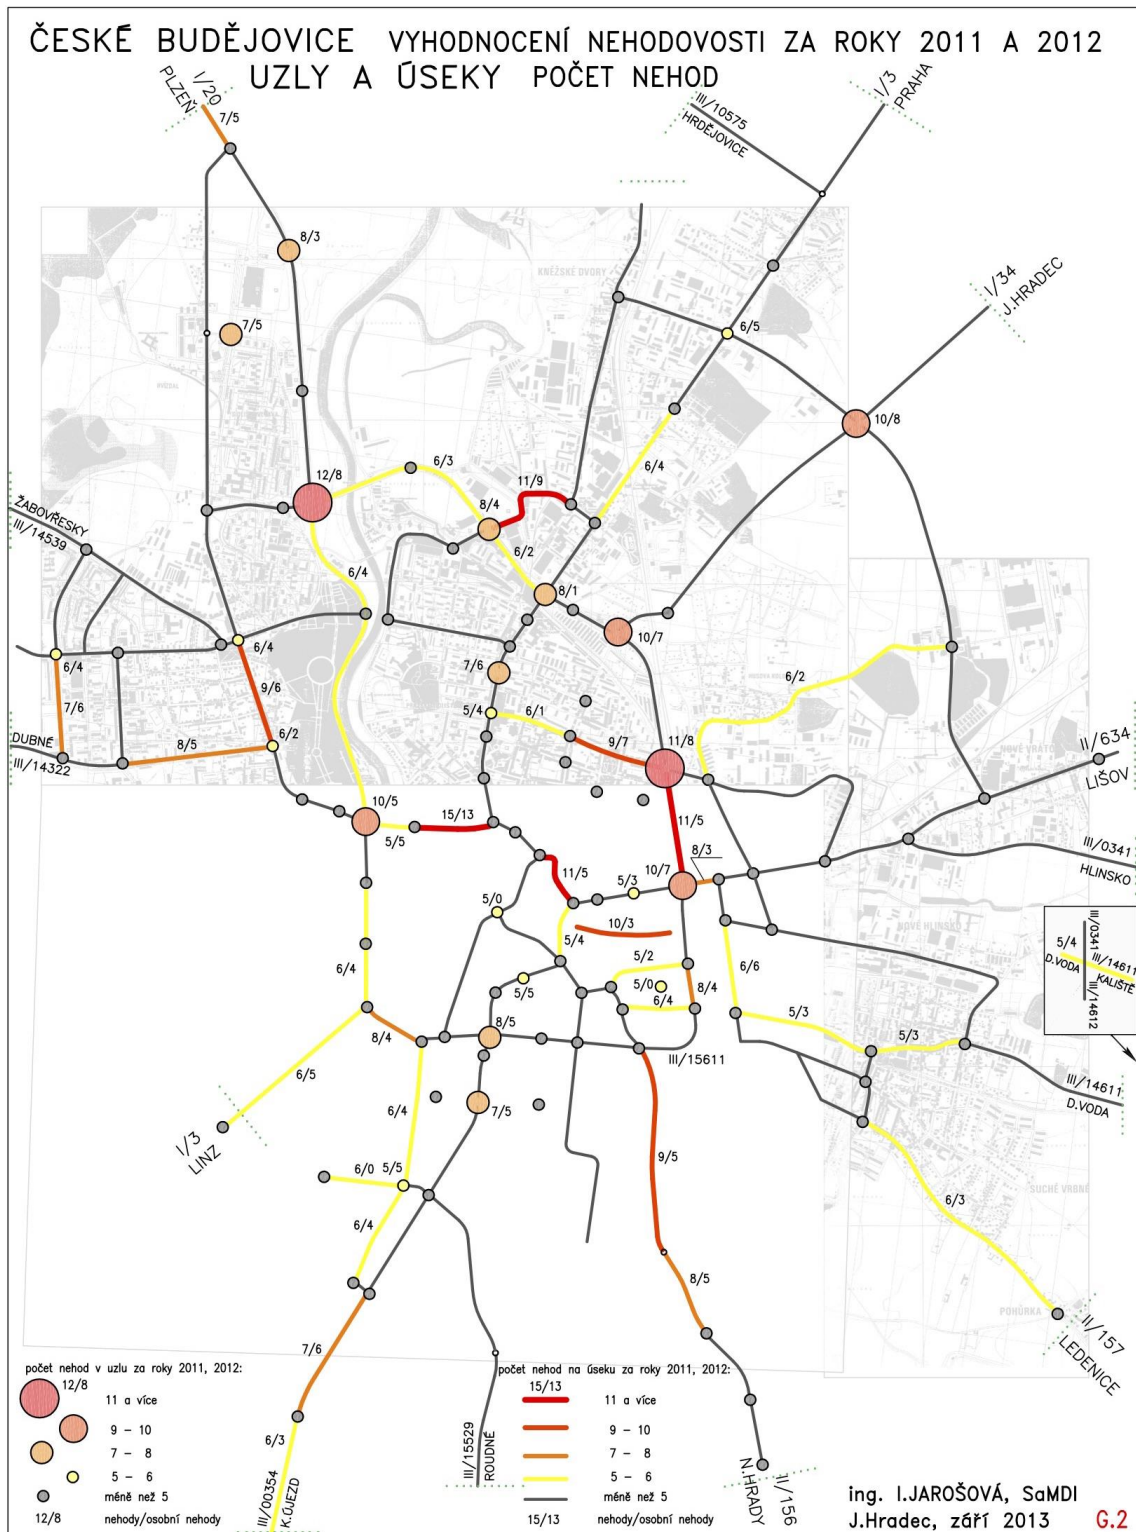 ČESKÉ BUDĚJOVICE VYHODNOCENÍ NEHODOVOSTI ZA ROKY 2011 A 2012
UZLY A ÚSEKY POČET NEHOD
I/20
PLZEŇ
7/5
III/10575
HRDĚJOVICE
I/3
PRAHA
8/3
KNĚŽSKÉ DVORY
I/34
J.HRADEC
7/5
6/5
10/8
12/8
6/3
11/9
6/4
8/4
ŽABOVŘESKY
III/14539
6/2
6/4
8/1
10/7
6/4
6/4
7/6
6/2
9/6
7/6
5/4
6/1
DUBNÉ
III/14322
8/5
6/2
9/7
11/8
NOVÉ VRÁTO
II/634
LIŠOV
10/5
15/13
5/5
11/5
8/3
III/0341
HLINSKO
11/5
10/7
5/3
5/0
10/3
NOVÉ HLINSKO
5/4
5/2
6/6
III/0341
5/4
III/14611
D.VODA
KALIŠTĚ
III/14612
6/4
5/5
5/0
6/4
8/4
5/3
8/4
8/5
5/3
III/15611
6/5
III/14611
D.VODA
6/4
7/5
I/3
LINZ
9/5
6/0
5/5
SUCHÉ VRBNÉ
6/3
6/4
8/5
POHŮRKA
II/157
LEDENICE
7/6
počet nehod v uzlu za roky 2011, 2012:
12/8
11 a více
9 - 10
7 - 8
5 - 6
méně než 5
12/8 nehody/osobní nehody
6/3
III/00354
K.ÚJEZD
III/15529
ROUDNÉ
počet nehod na úseku za roky 2011, 2012:
15/13
11 a více
9 - 10
7 - 8
5 - 6
méně než 5
15/13 nehody/osobní nehody
N.HRADY
II/156
ing. I.JAROŠOVÁ, SaMDI
J.Hradec, září 2013 G.2